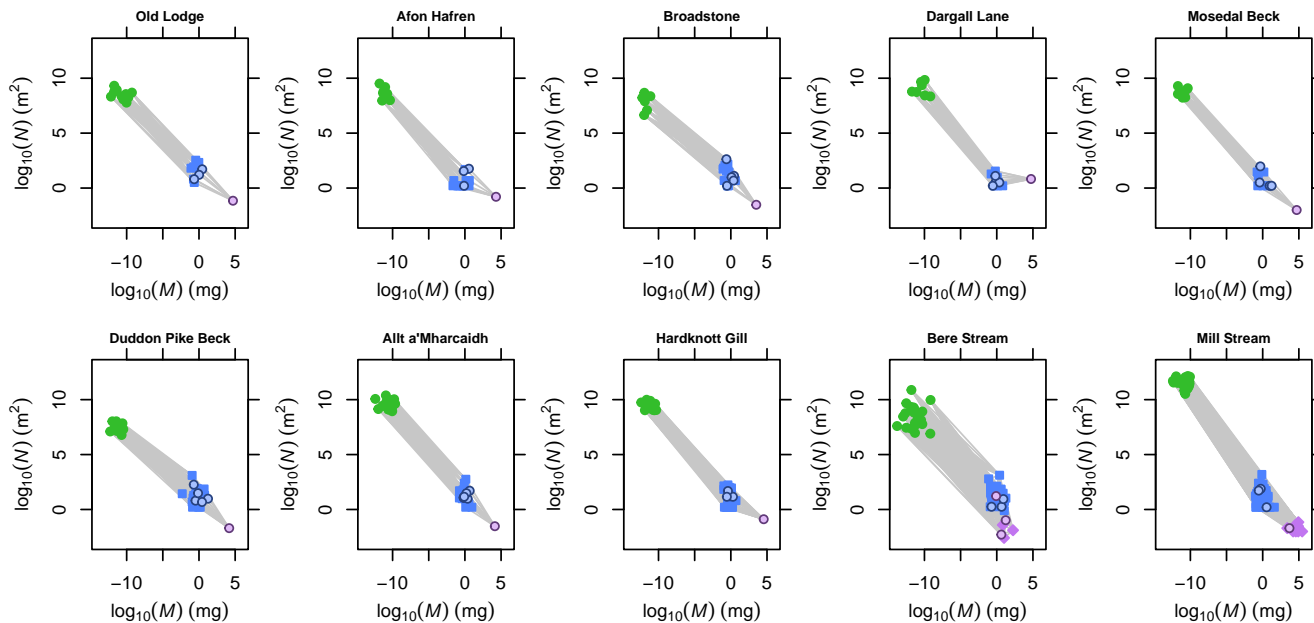 Old Lodge
Afon Hafren
Broadstone
Dargall Lane
Mosedal Beck
log10(N) (m²)
log10(N) (m²)
log10(N) (m²)
log10(N) (m²)
log10(N) (m²)
10
5
0
10
5
0
10
5
0
10
5
0
10
5
0
−10 0 5
−10 0 5
−10 0 5
−10 0 5
−10 0 5
log10(M) (mg)
log10(M) (mg)
log10(M) (mg)
log10(M) (mg)
log10(M) (mg)
Duddon Pike Beck
Allt a'Mharcaidh
Hardknott Gill
Bere Stream
Mill Stream
log10(N) (m²)
log10(N) (m²)
log10(N) (m²)
log10(N) (m²)
log10(N) (m²)
10
5
0
10
5
0
10
5
0
10
5
0
10
5
0
−10 0 5
−10 0 5
−10 0 5
−10 0 5
−10 0 5
log10(M) (mg)
log10(M) (mg)
log10(M) (mg)
log10(M) (mg)
log10(M) (mg)